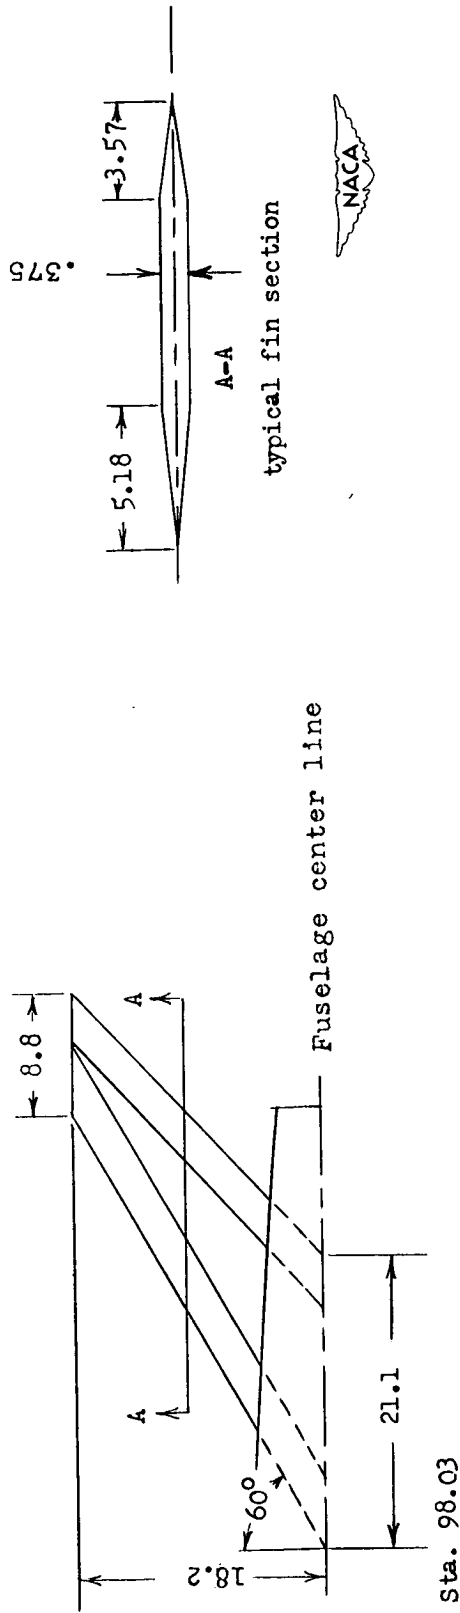 8.8
A
A
18.2
60°
Fuselage center line
21.1
Sta. 98.03
.375
3.57
5.18
A-A
typical fin section
NACA